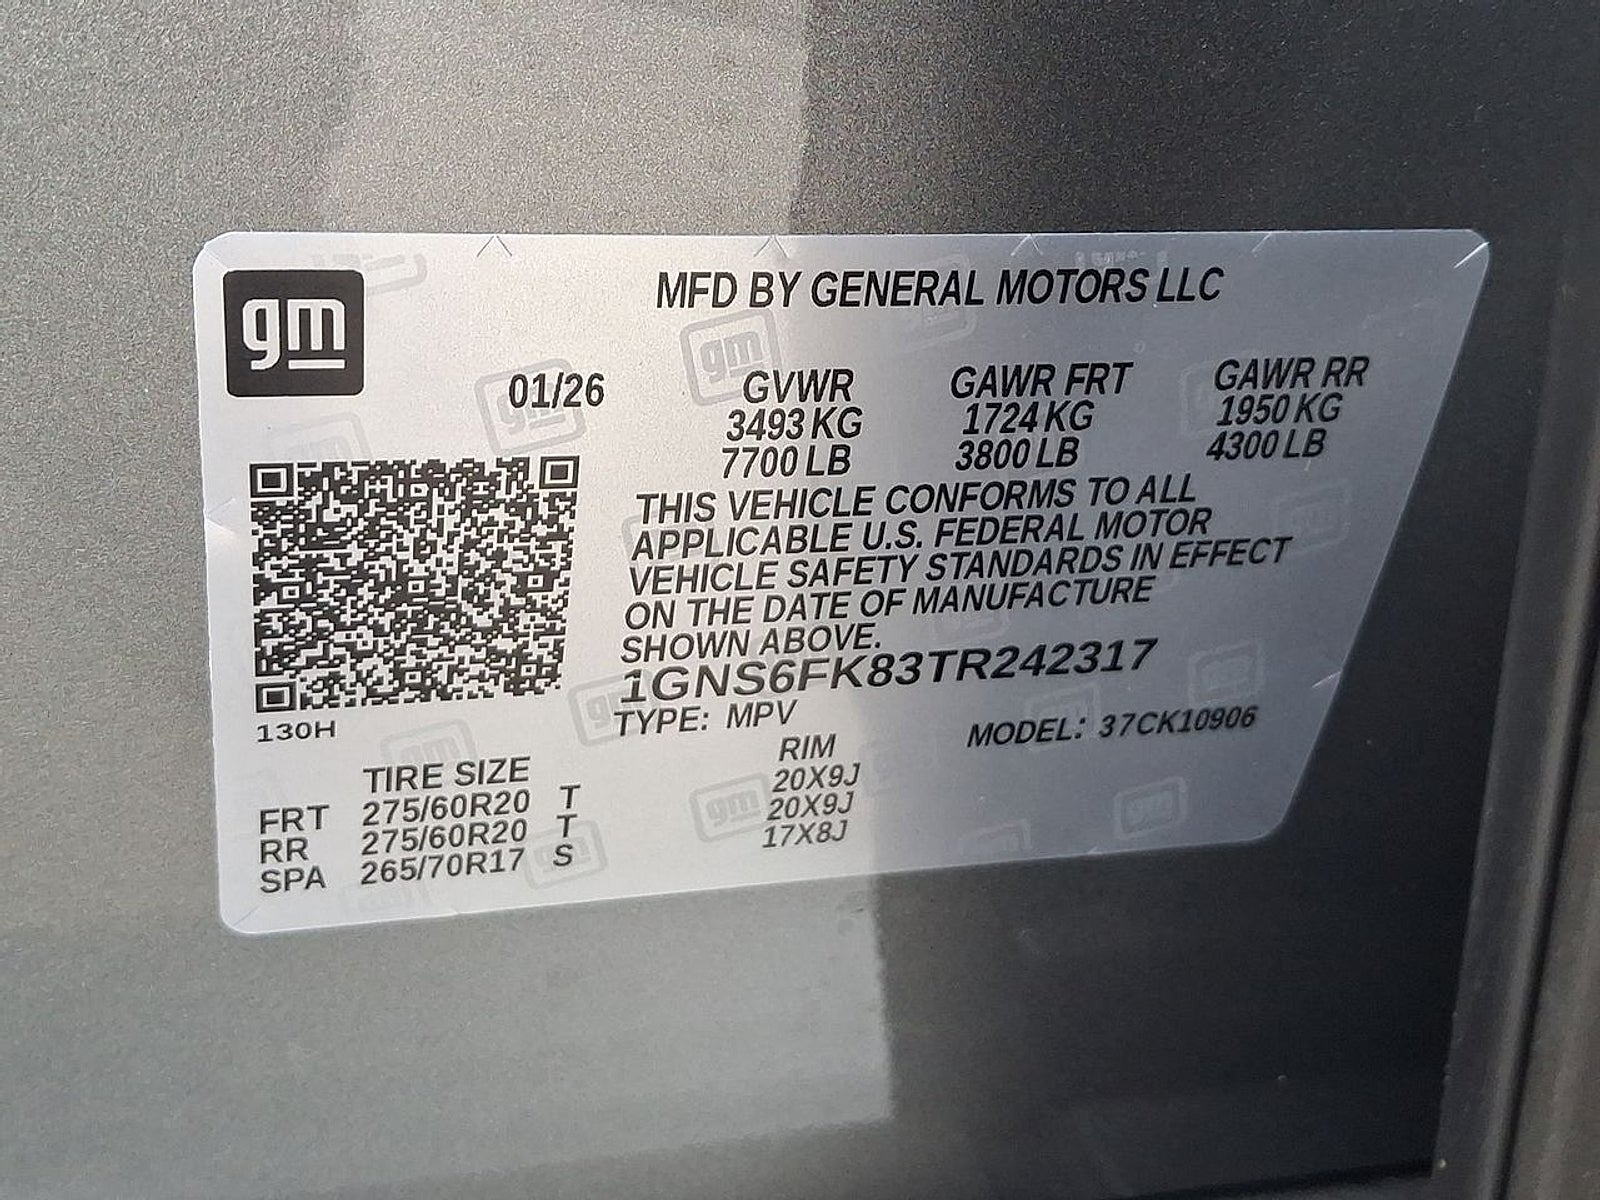 gm
MFD BY GENERAL MOTORS LLC
01/26 GVWR GAWR FRT GAWR RR
3493 KG 1724 KG 1950 KG
7700 LB 3800 LB 4300 LB
THIS VEHICLE CONFORMS TO ALL
APPLICABLE U.S. FEDERAL MOTOR
VEHICLE SAFETY STANDARDS IN EFFECT
ON THE DATE OF MANUFACTURE
SHOWN ABOVE.
1GNS6FK83TR242317
TYPE: MPV MODEL: 37CK10906
130H
TIRE SIZE RIM
FRT 275/60R20 T 20X9J
RR 275/60R20 T 20X9J
SPA 265/70R17 S 17X8J